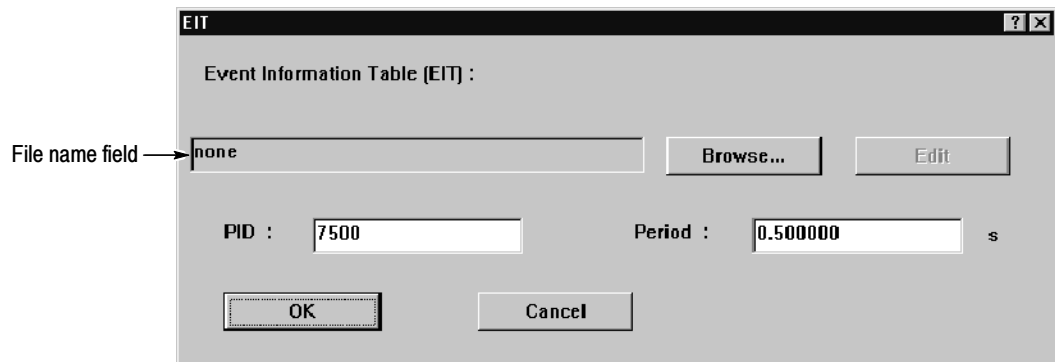 EIT
Event Information Table (EIT) :
File name field
none
Browse...
Edit
PID :
7500
Period :
0.500000
s
OK
Cancel